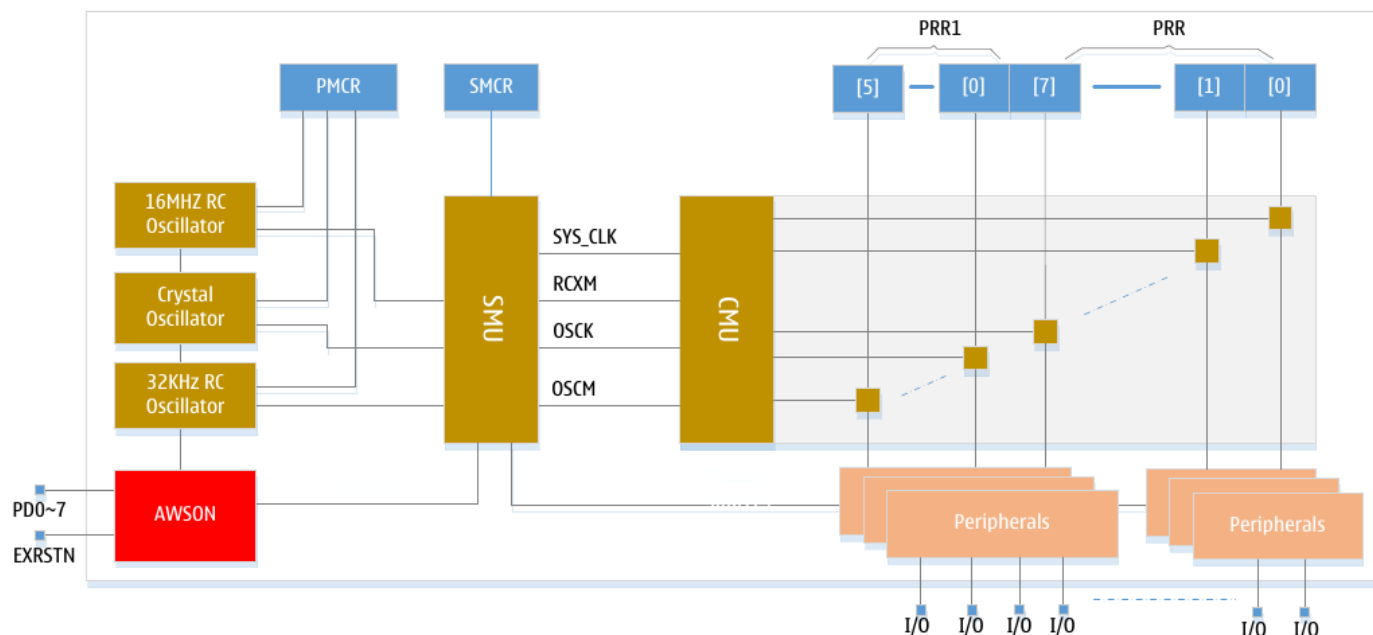 PRR1
PRR
PMCR
SMCR
[5]
[0]
[7]
[1]
[0]
16MHZ RC
Oscillator
Crystal
Oscillator
32KHz RC
Oscillator
AWSON
PD0~7
EXRSTN
SMU
SYS_CLK
RCXM
OSCK
OSCM
CMU
Peripherals
Peripherals
I/O
I/O
I/O
I/O
I/O
I/O